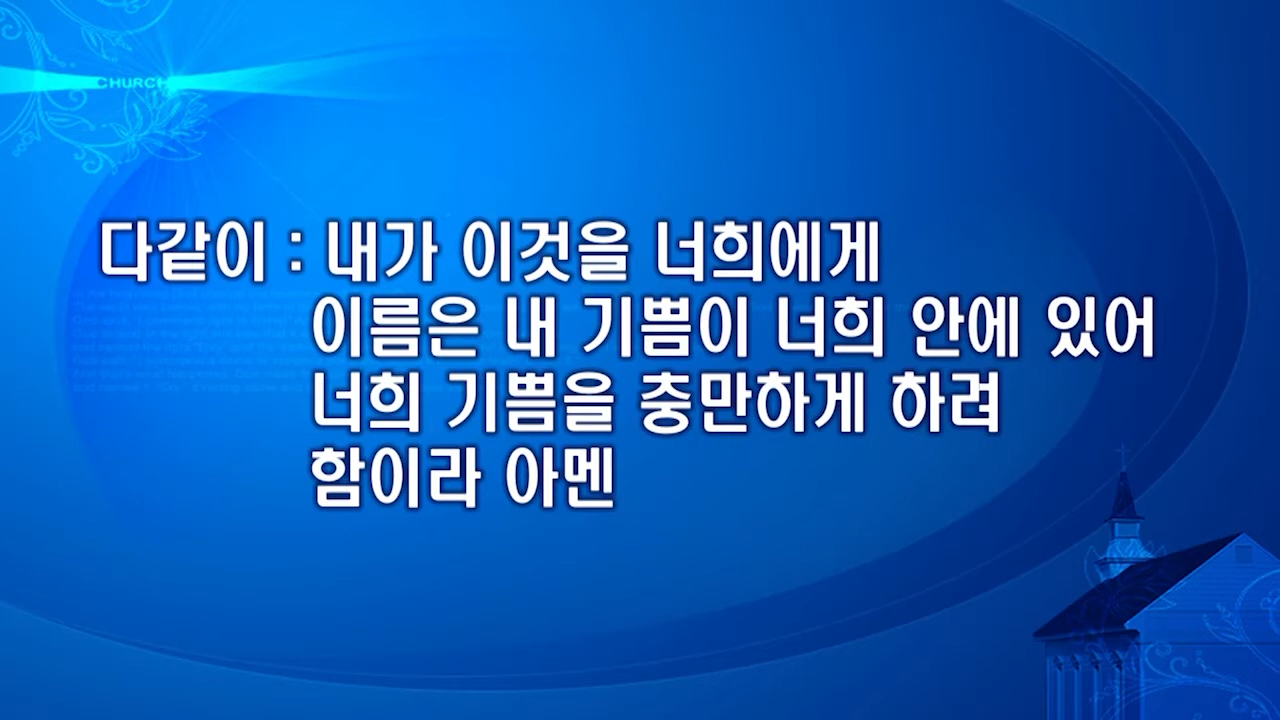 CHURCH
다같이 : 내가 이것을 너희에게
이름은 내 기쁨이 너희 안에 있어
너희 기쁨을 충만하게 하려
함이라 아멘